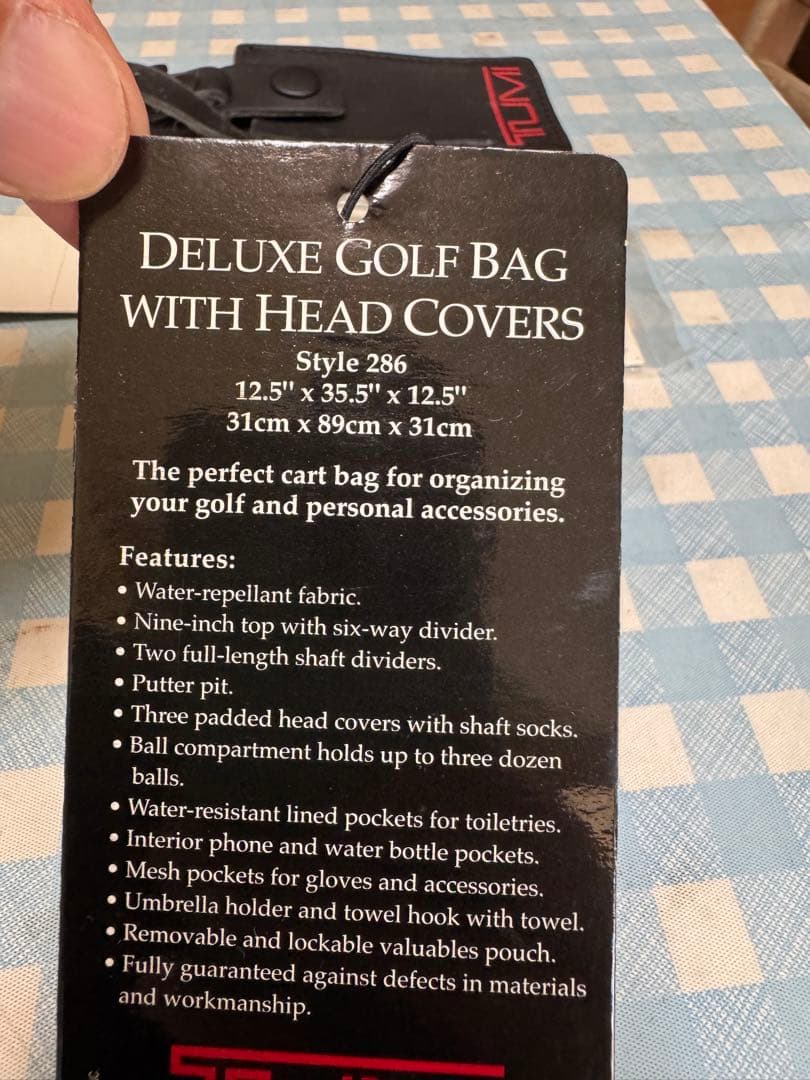 TUMI
DELUXE GOLF BAG
WITH HEAD COVERS
Style 286
12.5" x 35.5" x 12.5"
31cm x 89cm x 31cm
The perfect cart bag for organizing
your golf and personal accessories.
Features:
• Water-repellant fabric.
• Nine-inch top with six-way divider.
• Two full-length shaft dividers.
• Putter pit.
• Three padded head covers with shaft socks.
• Ball compartment holds up to three dozen
balls.
• Water-resistant lined pockets for toiletries.
• Interior phone and water bottle pockets.
• Mesh pockets for gloves and accessories.
• Umbrella holder and towel hook with towel.
• Removable and lockable valuables pouch.
• Fully guaranteed against defects in materials
and workmanship.